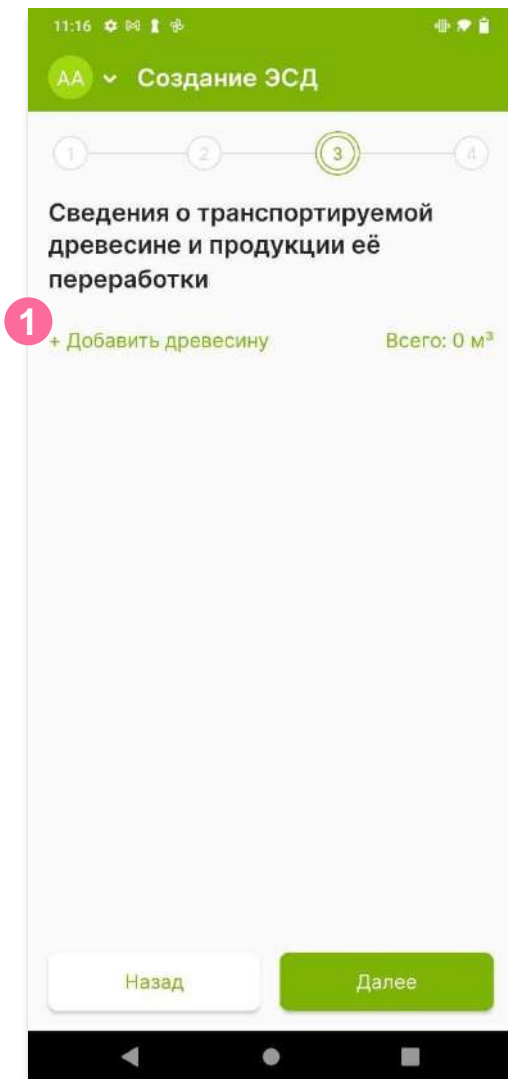 11:16
AA Создание ЭСД
1 2 3 4
Сведения о транспортируемой
древесине и продукции её
переработки
1
+ Добавить древесину Всего: 0 м³
Назад Далее